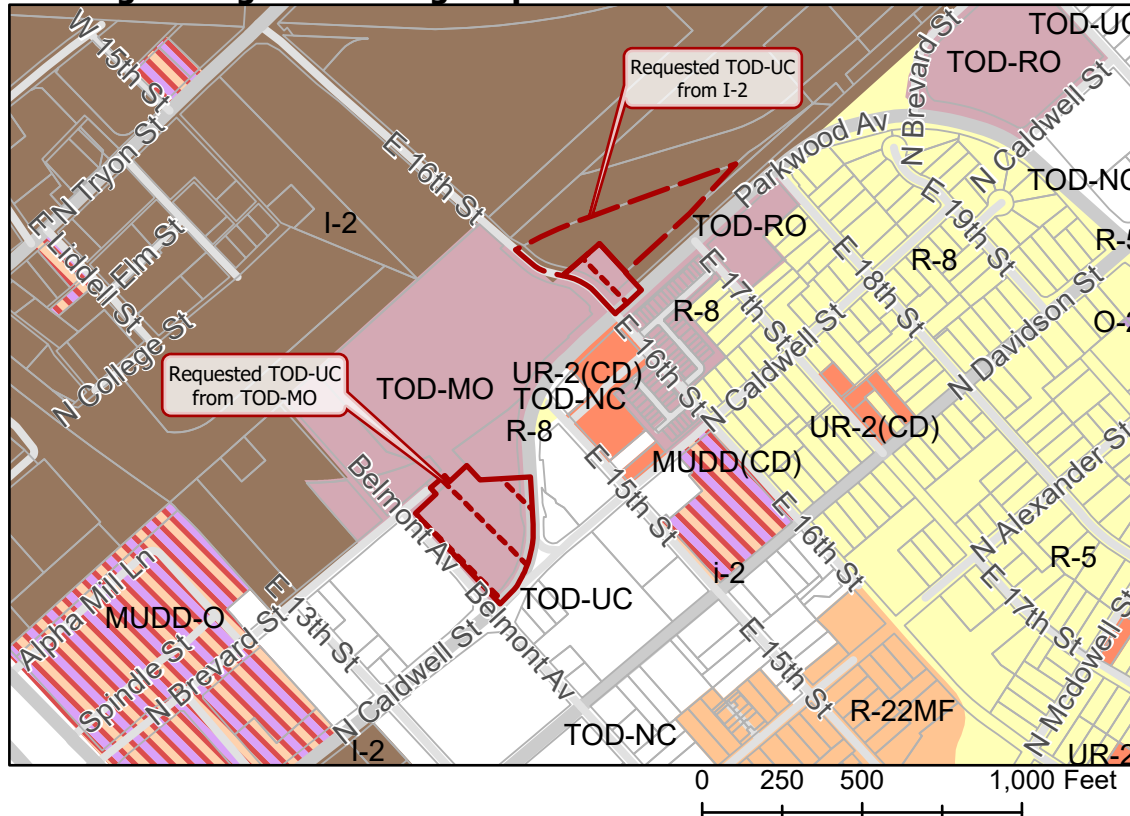 W 15th St
N Tryon St
E 16th St
Requested TOD-UC
from I-2
Parkwood Av
N Brevard St
TOD-UC
TOD-RO
N Caldwell St
TOD-NC
E Liddell St
Elm St
I-2
N College St
TOD-RO
E 19th St
R-5
E 17th St
E 18th St
R-8
R-8
N Davidson St
O-2
Requested TOD-UC
from TOD-MO
TOD-MO
UR-2(CD)
TOD-NC
E 16th St
N Caldwell St
R-8
UR-2(CD)
MUDD(CD)
Belmont Av
E 15th St
E 16th St
N Alexander St
R-5
i-2
Alpha Mill Ln
MUDD-O
E 13th St
TOD-UC
Belmont Av
E 17th St
Spindle St
N Brevard St
N Caldwell St
E 15th St
N Mcdowell St
R-22MF
TOD-NC
I-2
UR-2
0 250 500 1,000 Feet